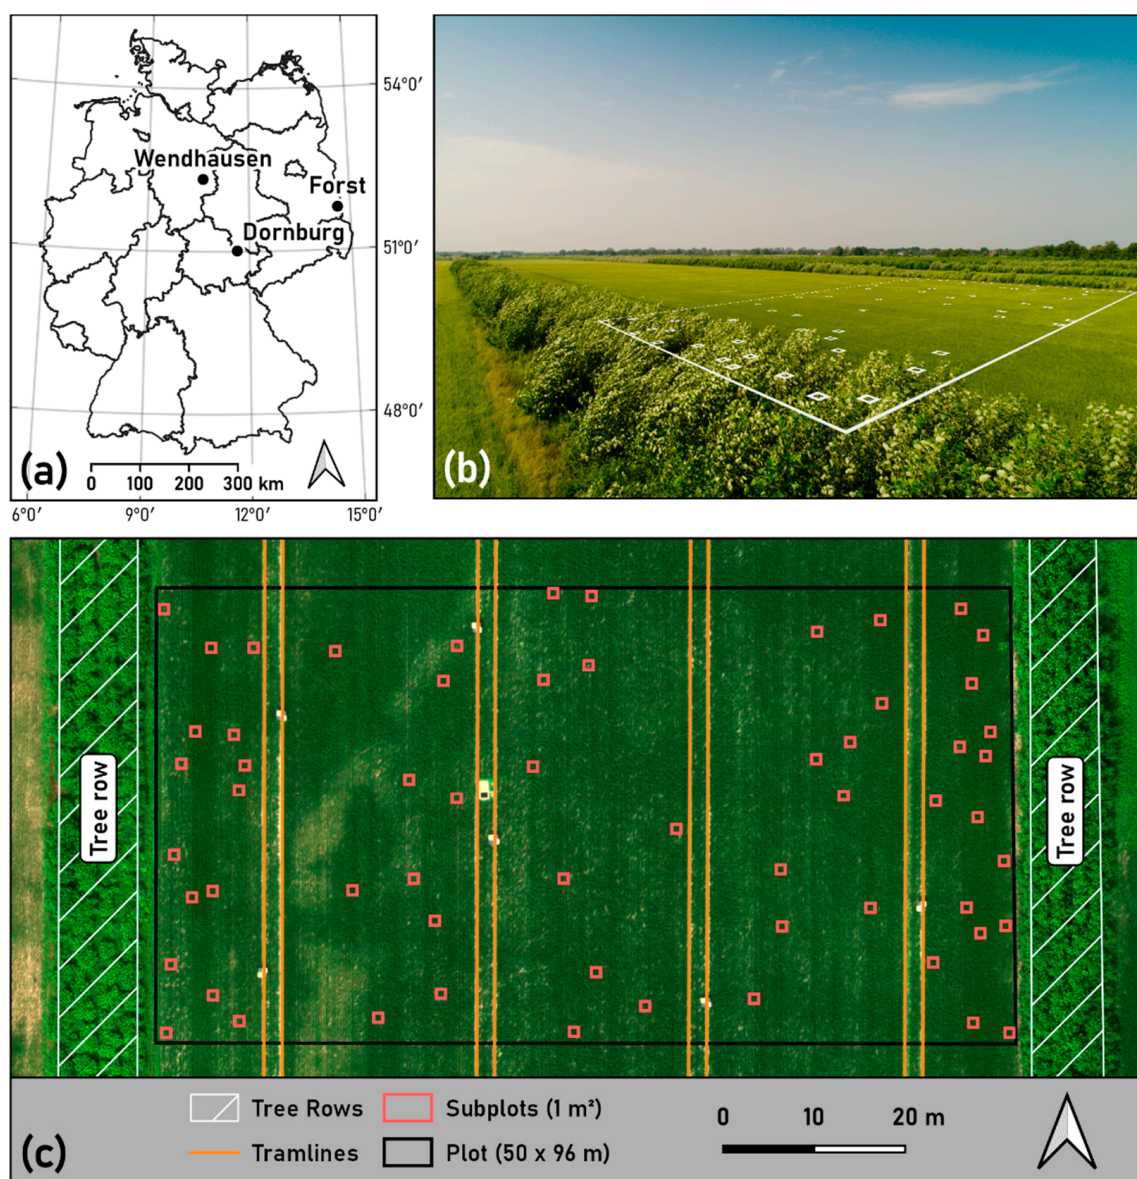 54°0′
Wendhausen
Forst
Dornburg
51°0′
48°0′
(a)
0 100 200 300 km
6°0′ 9°0′ 12°0′ 15°0′
(b)
Tree row
Tree row
Tree Rows
Subplots (1 m²)
0 10 20 m
Tramlines
Plot (50 x 96 m)
(c)